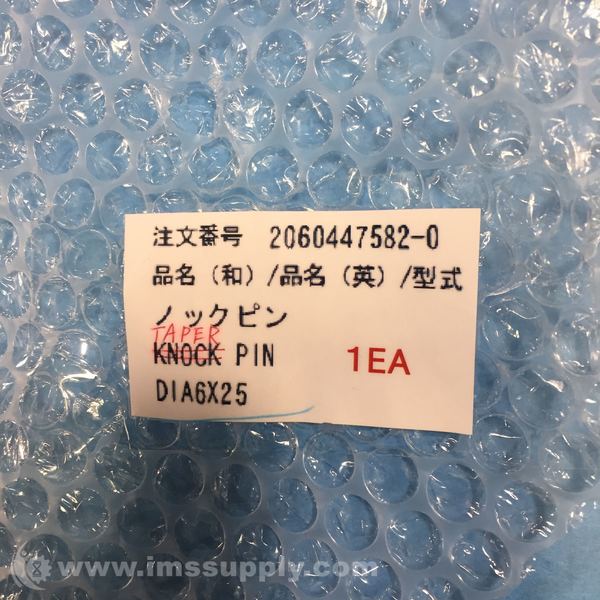 注文番号 2060447582-0
品名（和）/品名（英）/型式
ノックピン
TAPER
KNOCK PIN 1EA
DIA6X25
www.imssupply.com